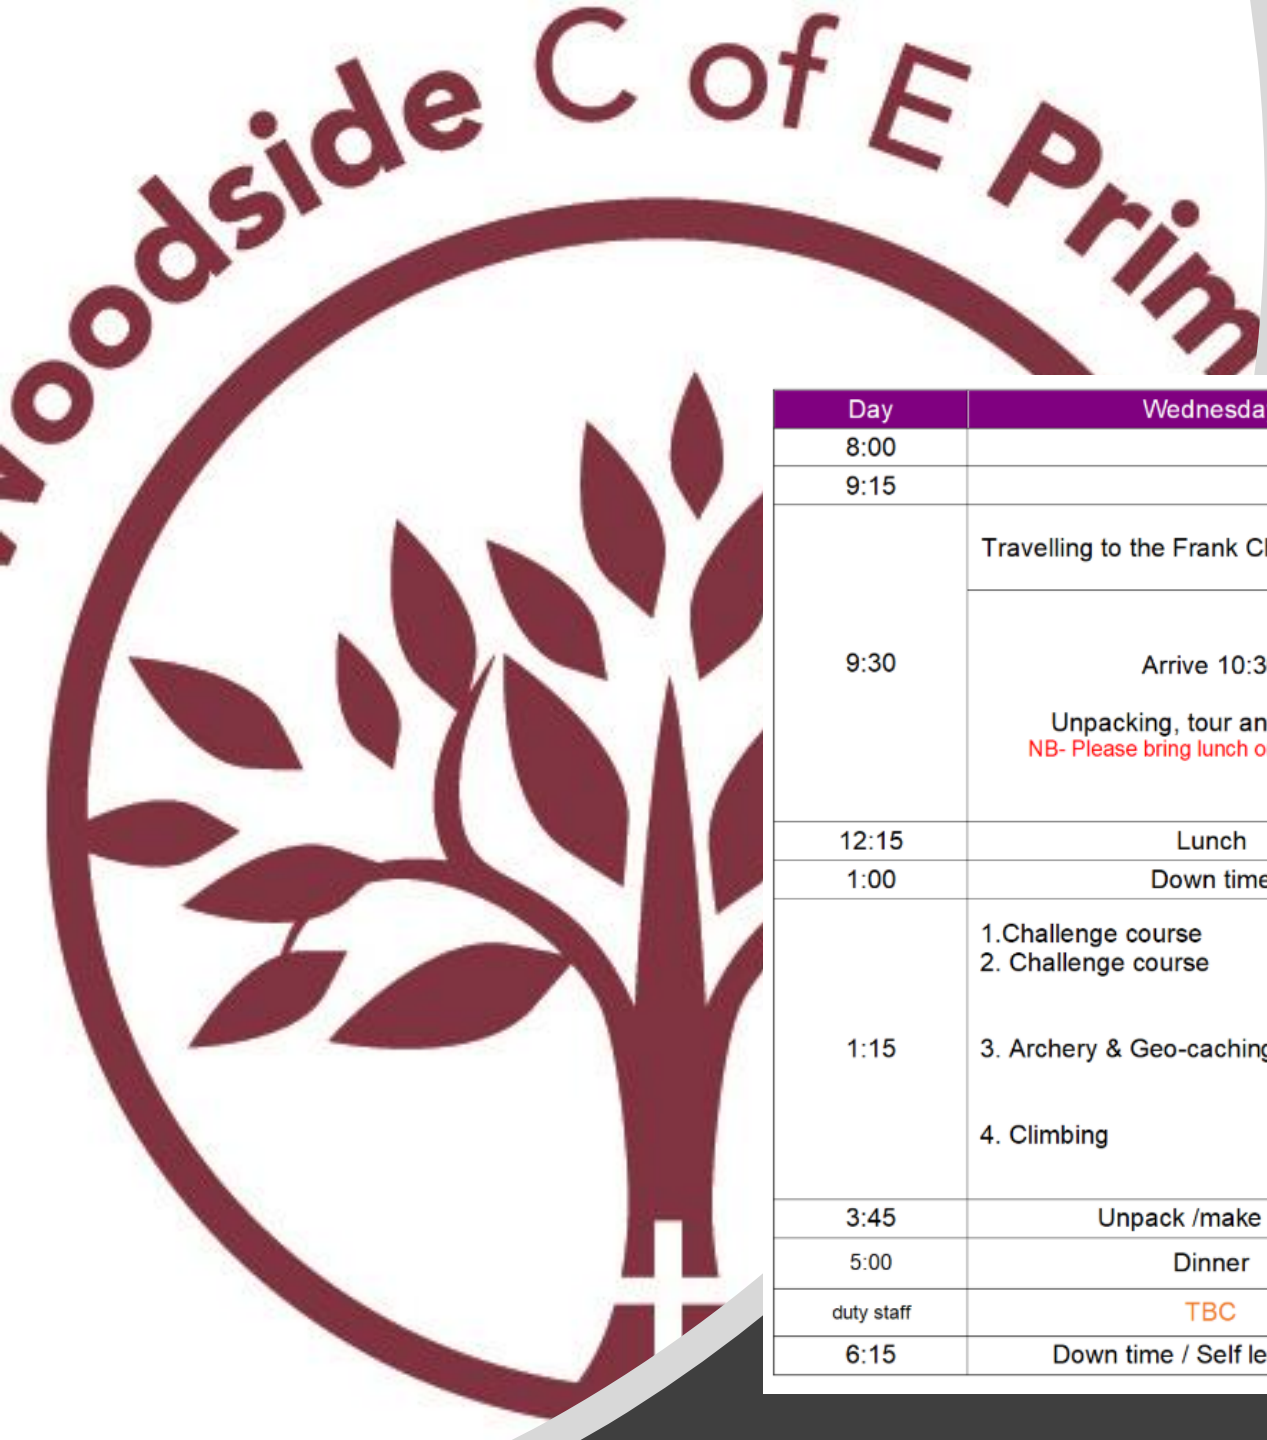 Woodside C of E Prim
Day Wednesda
8:00
9:15
Travelling to the Frank Cl
9:30
Arrive 10:3
Unpacking, tour an
NB- Please bring lunch o
12:15 Lunch
1:00 Down time
1.Challenge course
2. Challenge course
1:15
3. Archery & Geo-caching
4. Climbing
3:45 Unpack /make
5:00 Dinner
duty staff TBC
6:15 Down time / Self le